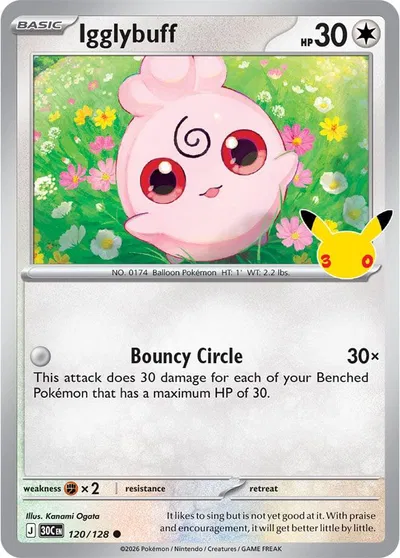 BASIC
Igglybuff
HP 30
30
NO. 0174 Balloon Pokémon HT: 1' WT: 2.2 lbs.
Bouncy Circle 30×
This attack does 30 damage for each of your Benched
Pokémon that has a maximum HP of 30.
weakness × 2 resistance retreat
Illus. Kanami Ogata
J 30C EN 120/128
It likes to sing but is not yet good at it. With praise
and encouragement, it will get better little by little.
©2026 Pokémon / Nintendo / Creatures / GAME FREAK